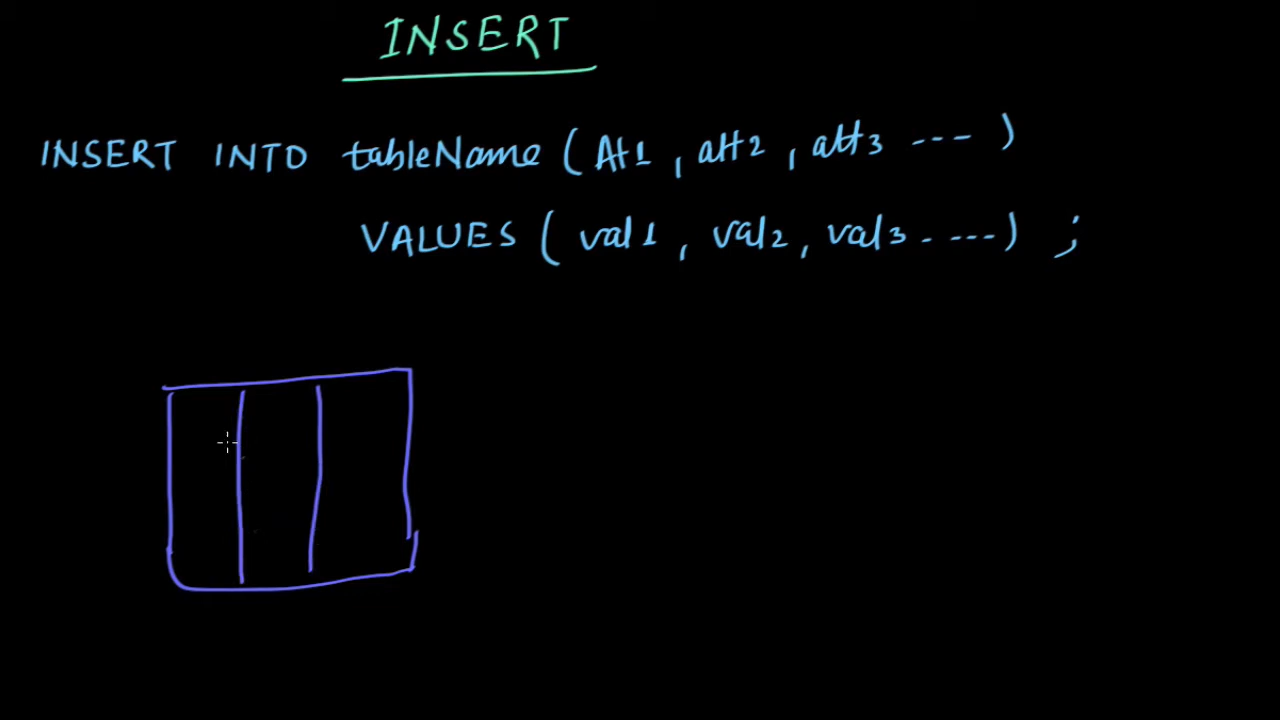 INSERT
INSERT INTO tableName ( At1 , att2 , att3 --- )
VALUES ( val1 , val2 , val3 - --- ) ;